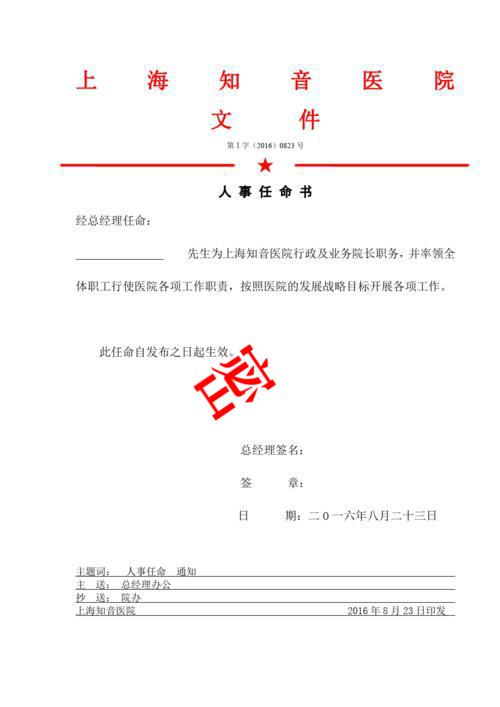 上海知音医院
文件
第 I 字（2016）0823 号
人事任命书
经总经理任命：
先生为上海知音医院行政及业务院长职务，并率领全
体职工行使医院各项工作职责，按照医院的发展战略目标开展各项工作。
此任命自发布之日起生效。
总经理签名：
签 章：
日 期：二 O 一六年八月二十三日
主题词： 人事任命 通知
主 送： 总经理办公
抄 送： 院办
上海知音医院 2016 年 8 月 23 日印发